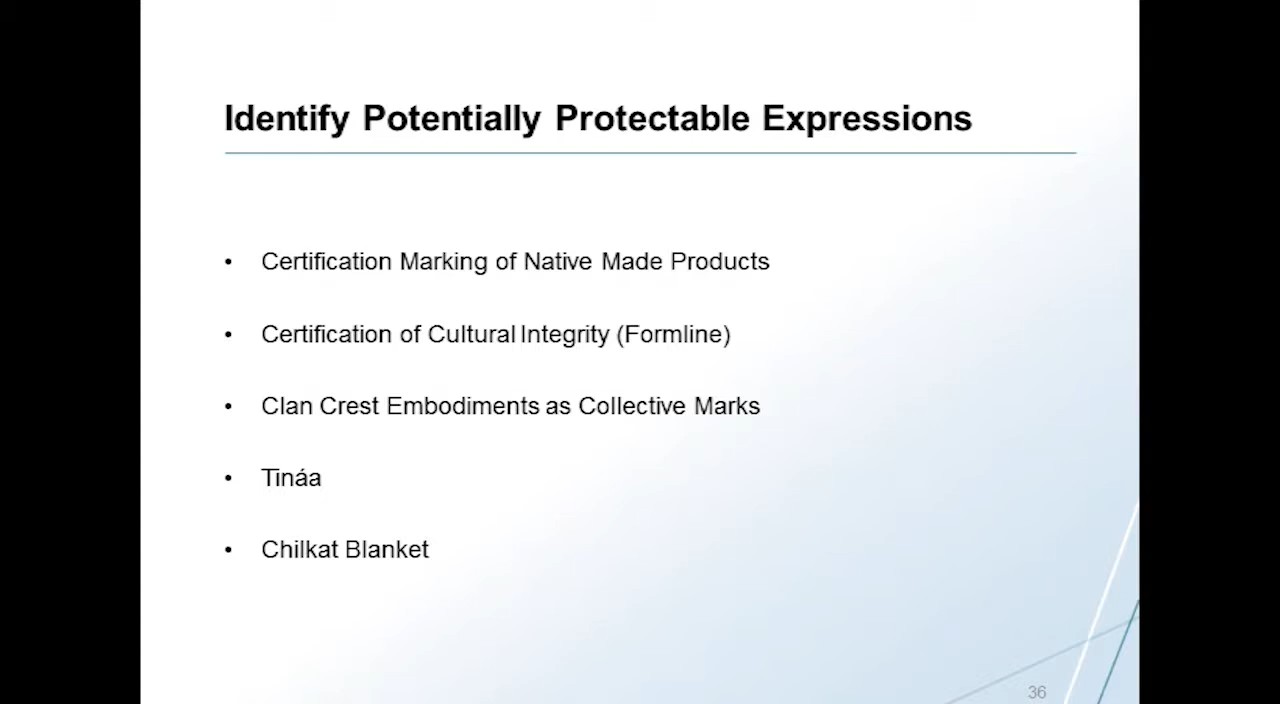 Identify Potentially Protectable Expressions
• Certification Marking of Native Made Products
• Certification of Cultural Integrity (Formline)
• Clan Crest Embodiments as Collective Marks
• Tináa
• Chilkat Blanket
36